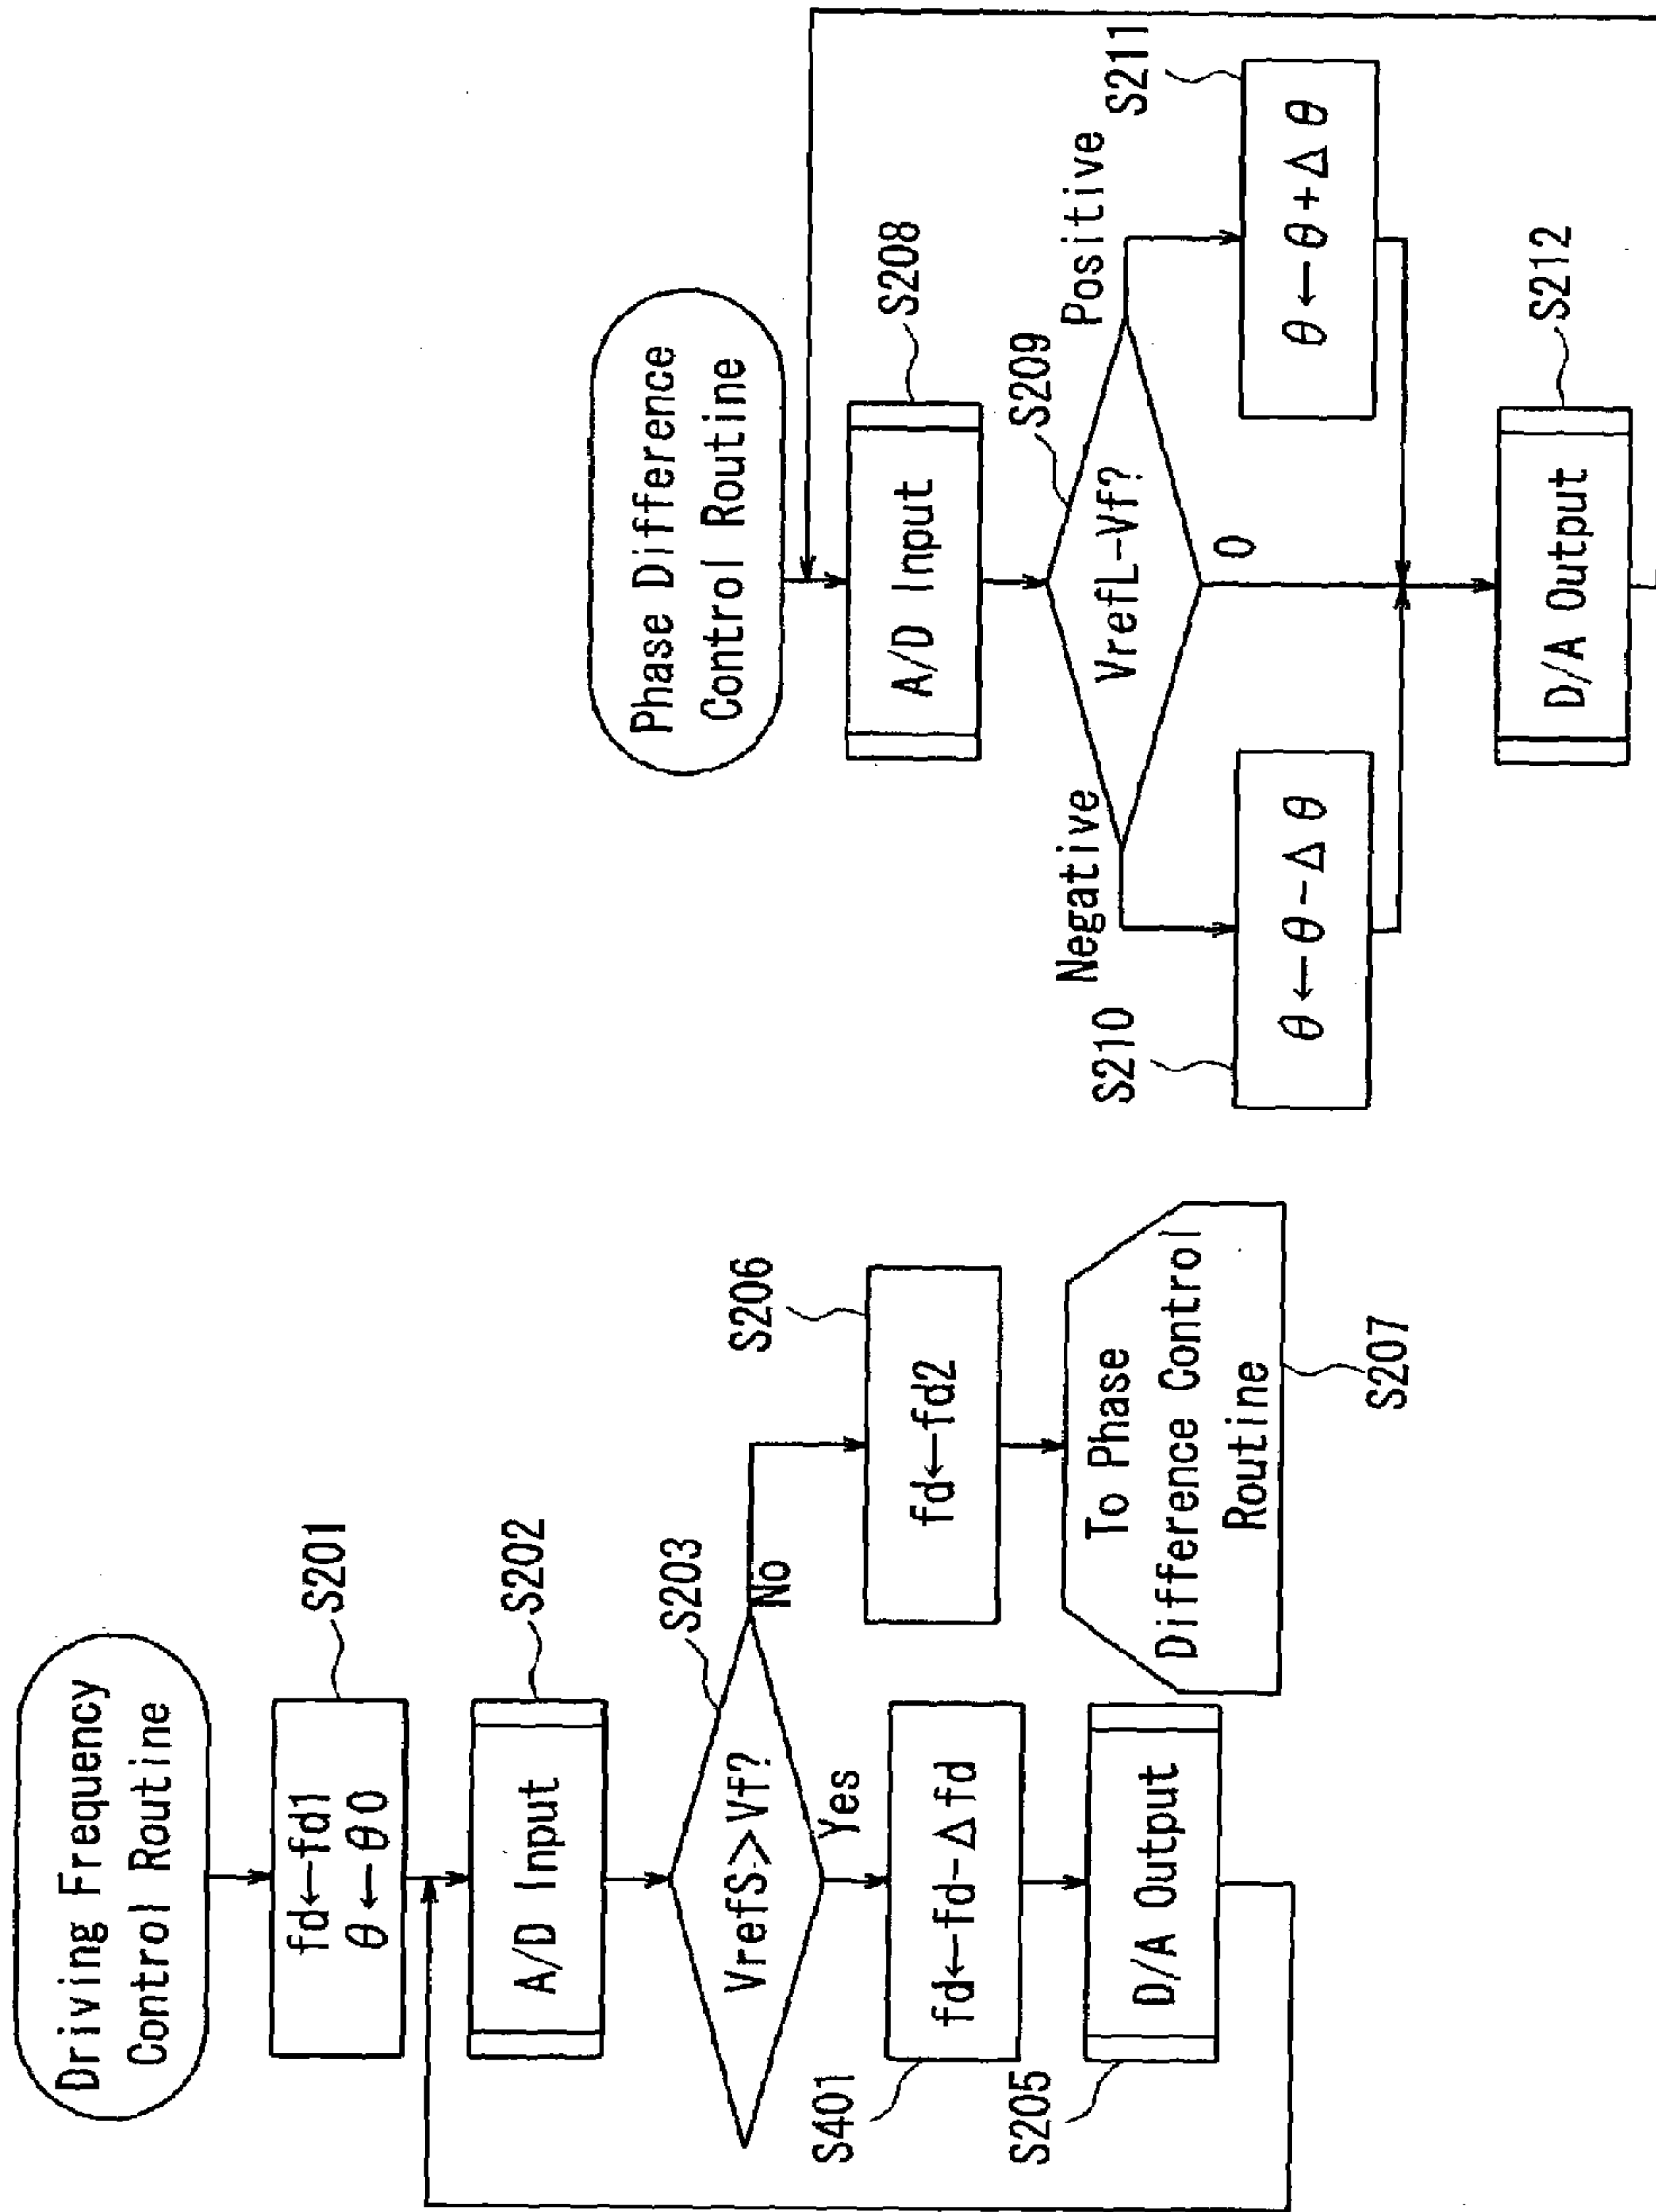 Driving Frequency
Control Routine
fd←fd1
θ←θ0
S201
A/D Input
S202
VrefS>Vf?
S203
No
Yes
fd←fd2
S206
fd←fd-Δfd
S401
D/A Output
S205
To Phase
Difference Control
Routine
S207
Phase Difference
Control Routine
A/D Input
S208
VrefL-Vf?
S209
Negative
Positive
0
θ←θ-Δθ
S210
θ←θ+Δθ
S211
D/A Output
S212